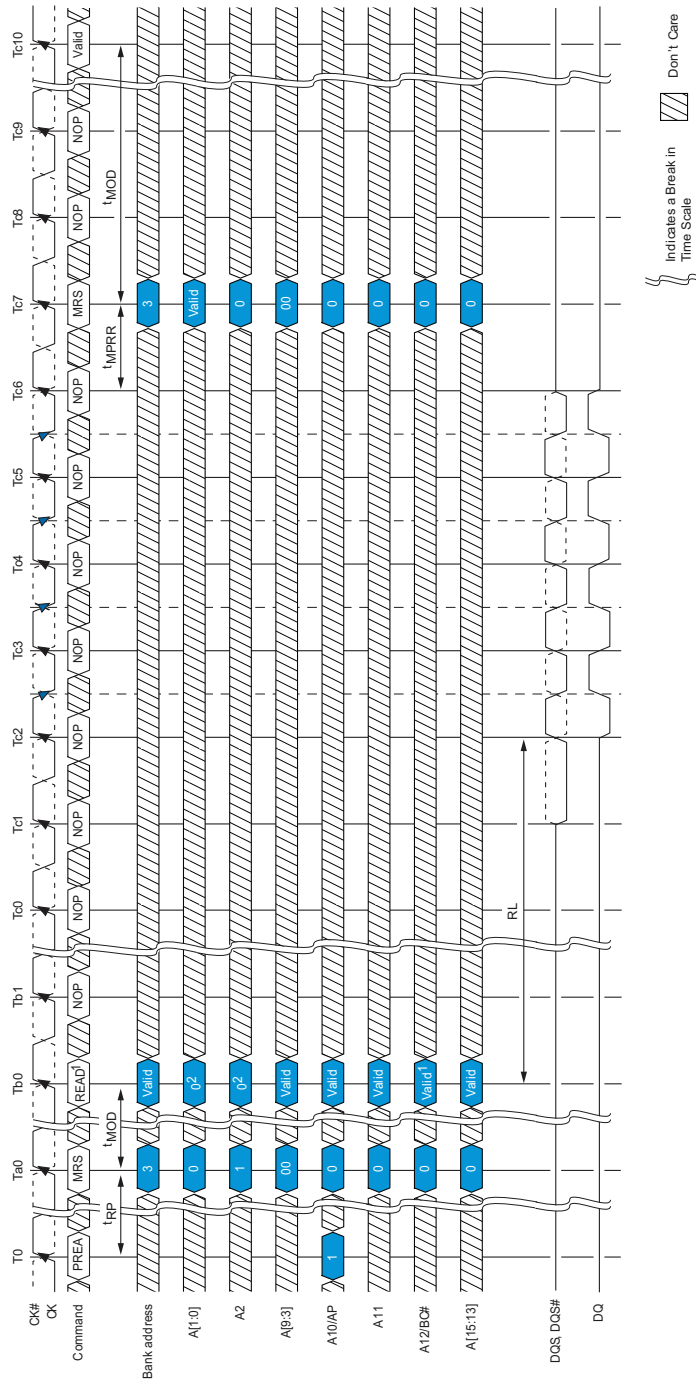 T0 Ta0 Tb0 Tb1 Tc0 Tc1 Tc2 Tc3 Tc4 Tc5 Tc6 Tc7 Tc8 Tc9 Tc10
CK#
CK
Command PREA MRS READ1 NOP NOP NOP NOP NOP NOP NOP NOP MRS NOP NOP Valid
tRP tMOD tMPRR tMOD
Bank address 3 Valid 3
A[1:0] 0 02 Valid
A2 1 02 0
A[9:3] 00 Valid 00
A10/AP 1 0 Valid 0
A11 0 Valid 0
A12/BC# 0 Valid1 0
A[15:13] 0 Valid 0
RL
DQS, DQS#
DQ
Indicates a Break in
Time Scale
Don't Care